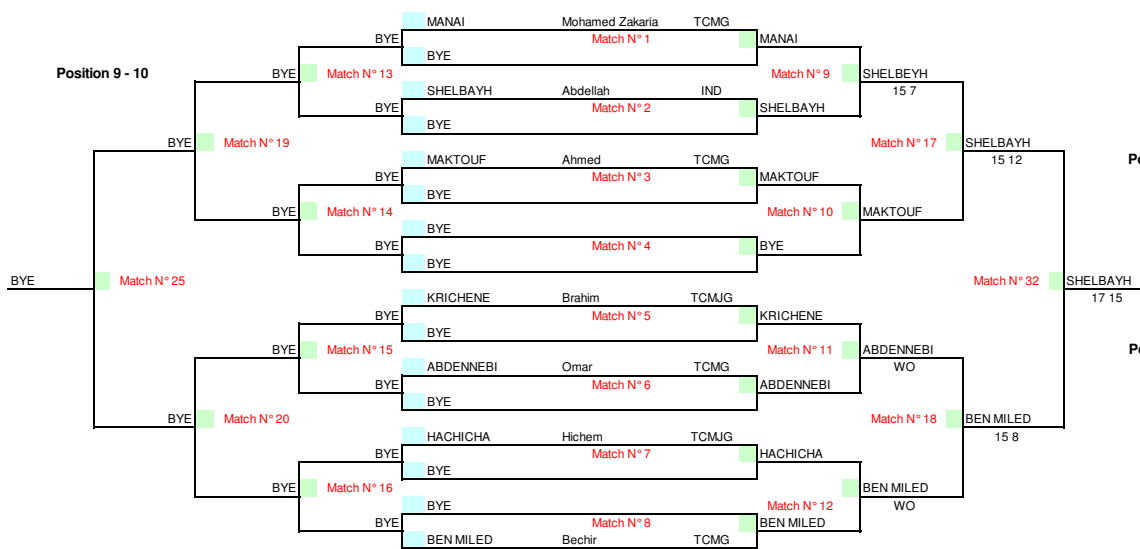 MANAI Mohamed Zakaria TCMG
BYE Match N° 1 MANAI
BYE
Position 9 - 10 BYE Match N° 13 Match N° 9 SHELBEYH
SHELBAYH Abdellah IND 15 7
BYE Match N° 2 SHELBAYH
BYE
BYE Match N° 19 Match N° 17 SHELBAYH
MAKTOUF Ahmed TCMG 15 12 Po
BYE Match N° 3 MAKTOUF
BYE
BYE Match N° 14 Match N° 10 MAKTOUF
BYE
BYE Match N° 4 BYE
BYE
BYE Match N° 25 Match N° 32 SHELBAYH
KRICHENE Brahim TCMJG 17 15
BYE Match N° 5 KRICHENE
BYE
BYE Match N° 15 Match N° 11 ABDENNEBI Po
ABDENNEBI Omar TCMG WO
BYE Match N° 6 ABDENNEBI
BYE
BYE Match N° 20 Match N° 18 BEN MILED
HACHICHA Hichem TCMJG 15 8
BYE Match N° 7 HACHICHA
BYE
BYE Match N° 16 BEN MILED
BYE Match N° 12 WO
BYE Match N° 8 BEN MILED
BEN MILED Bechir TCMG